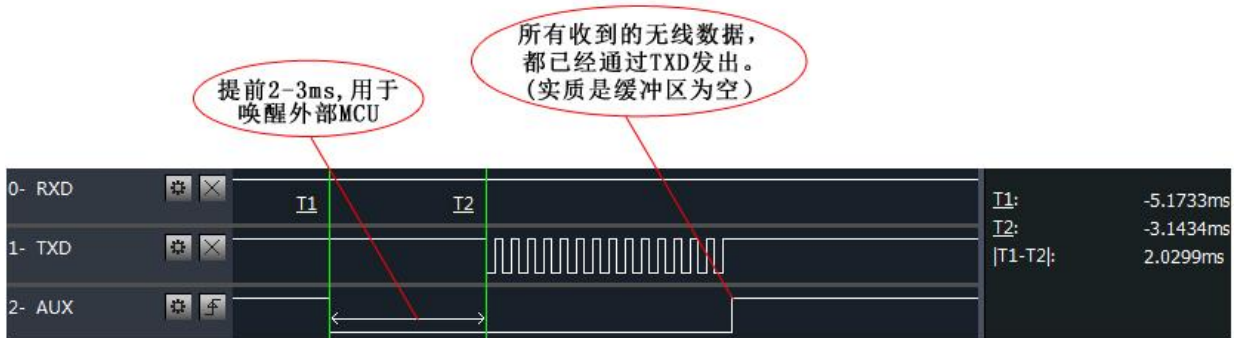 所有收到的无线数据，
都已经通过TXD发出。
(实质是缓冲区为空)
提前2-3ms,用于
唤醒外部MCU
0- RXD
T1
T2
1- TXD
2- AUX
T1: -5.1733ms
T2: -3.1434ms
|T1-T2|: 2.0299ms